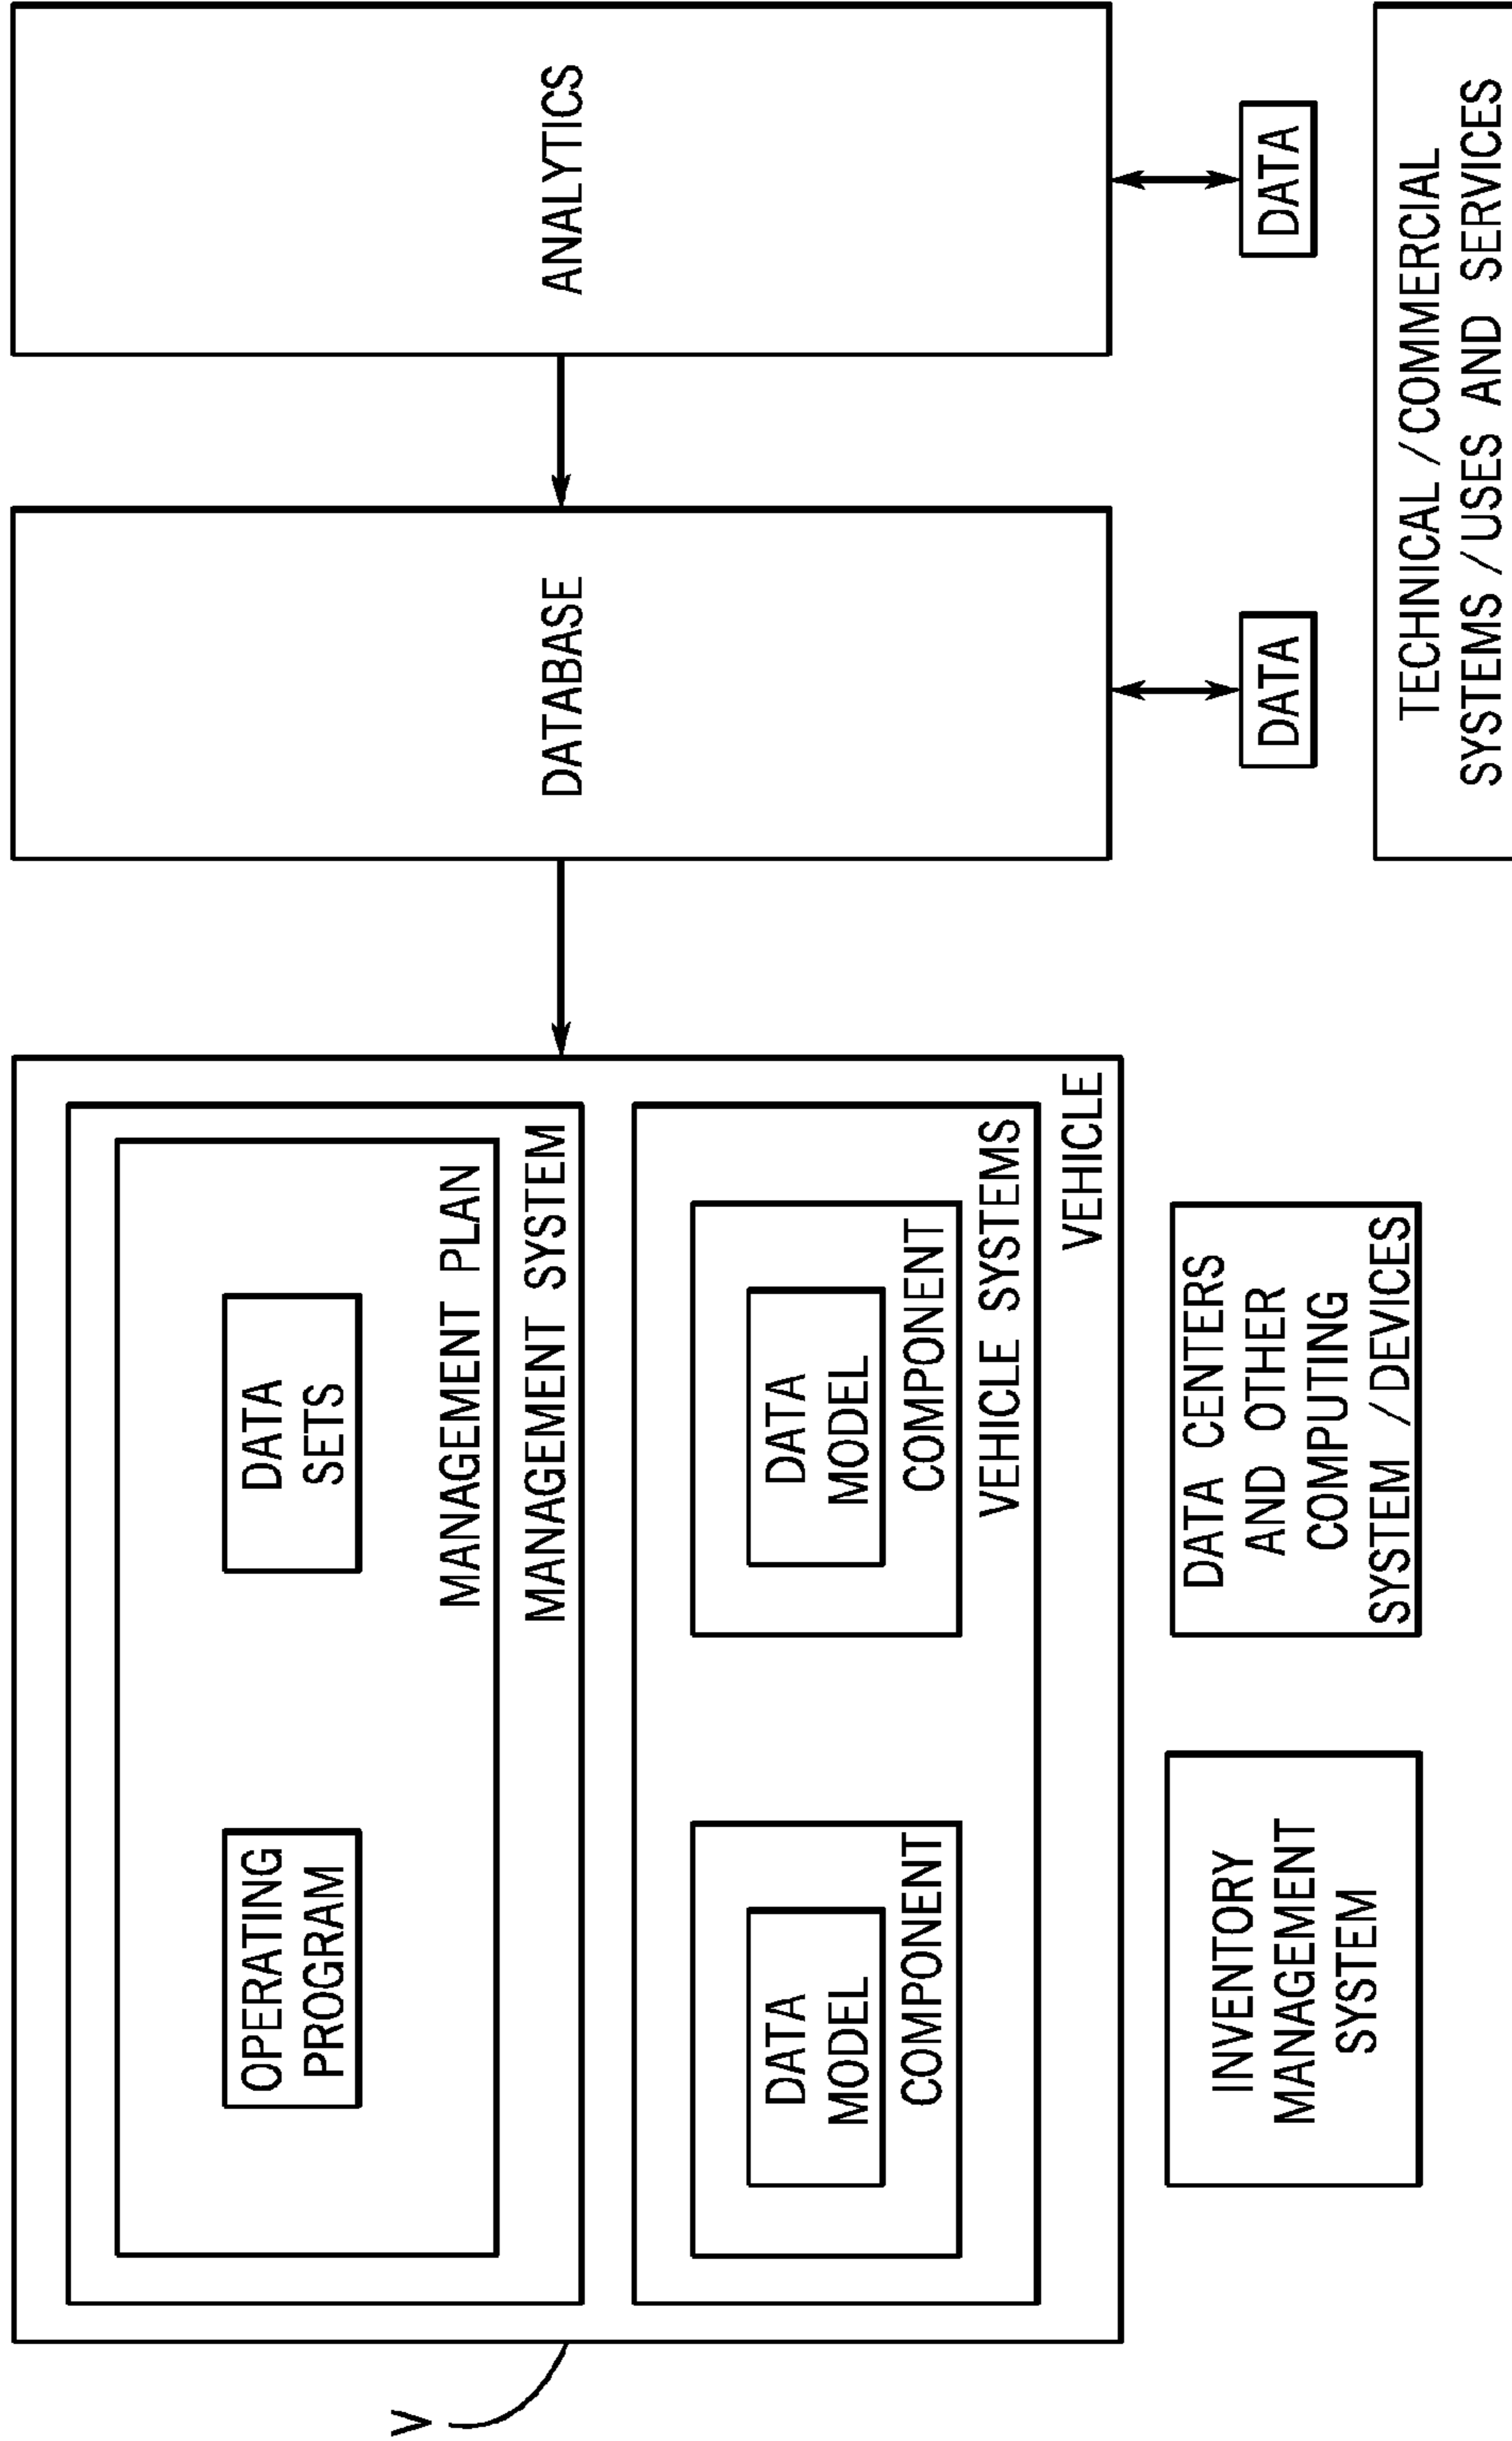 V
OPERATING
PROGRAM
DATA
SETS
MANAGEMENT PLAN
MANAGEMENT SYSTEM
DATA
MODEL
COMPONENT
DATA
MODEL
COMPONENT
VEHICLE SYSTEMS
VEHICLE
DATABASE
ANALYTICS
DATA
DATA
INVENTORY
MANAGEMENT
SYSTEM
DATA CENTERS
AND OTHER
COMPUTING
SYSTEM/DEVICES
TECHNICAL/COMMERCIAL
SYSTEMS/USES AND SERVICES